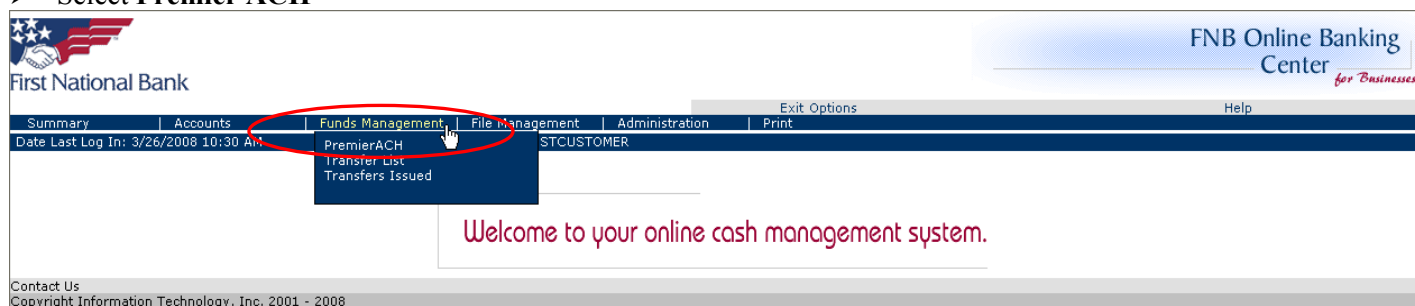 ➢ Select Premier ACH
First National Bank
FNB Online Banking
Center
for Businesses
Exit Options Help
Summary | Accounts | Funds Management | File Management | Administration | Print
Date Last Log In: 3/26/2008 10:30 AM STCUSTOMER
PremierACH
Transfer List
Transfers Issued
Welcome to your online cash management system.
Contact Us
Copyright Information Technology, Inc. 2001 - 2008